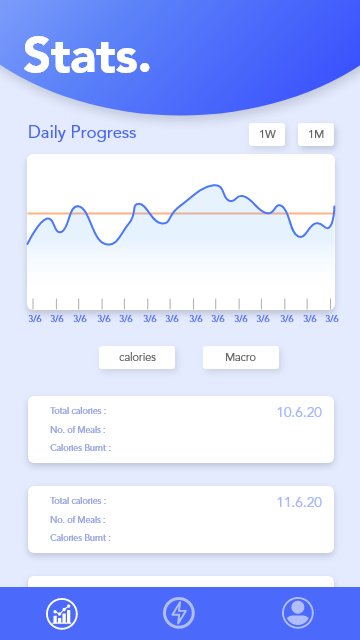 Stats.
Daily Progress 1W 1M
3/6 3/6 3/6 3/6 3/6 3/6 3/6 3/6 3/6 3/6 3/6 3/6 3/6 3/6
calories Macro
Total calories : 10.6.20
No. of Meals :
Calories Burnt :
Total calories : 11.6.20
No. of Meals :
Calories Burnt :